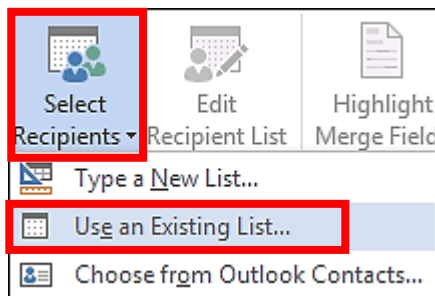 Select
Recipients
Edit
Recipient List
Highlight
Merge Field
Type a New List...
Use an Existing List...
Choose from Outlook Contacts...